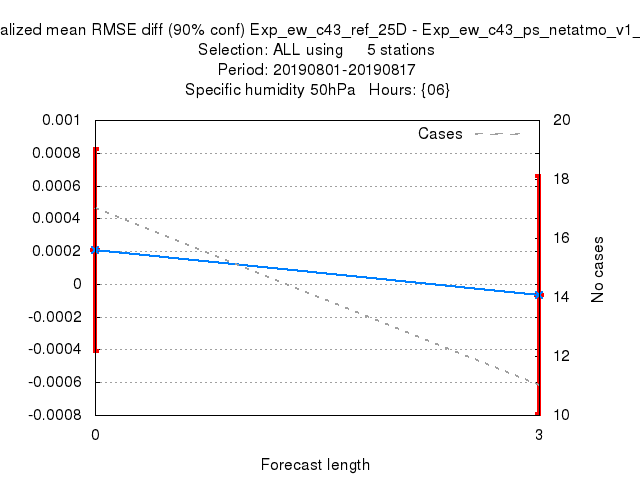 alized mean RMSE diff (90% conf) Exp_ew_c43_ref_25D - Exp_ew_c43_ps_netatmo_v1_
Selection: ALL using 5 stations
Period: 20190801-20190817
Specific humidity 50hPa Hours: {06}
Cases
0.001
0.0008
0.0006
0.0004
0.0002
0
-0.0002
-0.0004
-0.0006
-0.0008
20
18
16
14
12
10
No cases
0 3
Forecast length